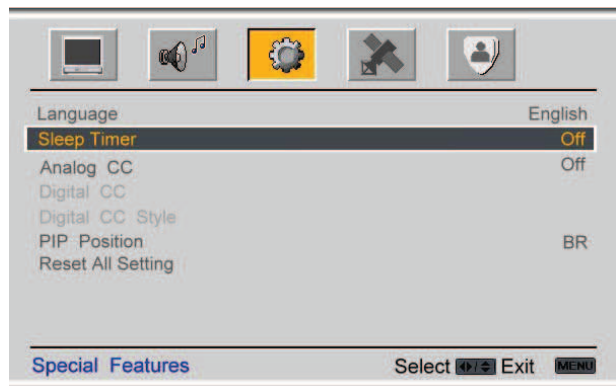 Language English
Sleep Timer Off
Analog CC Off
Digital CC
Digital CC Style
PIP Position BR
Reset All Setting
Special Features Select Exit MENU